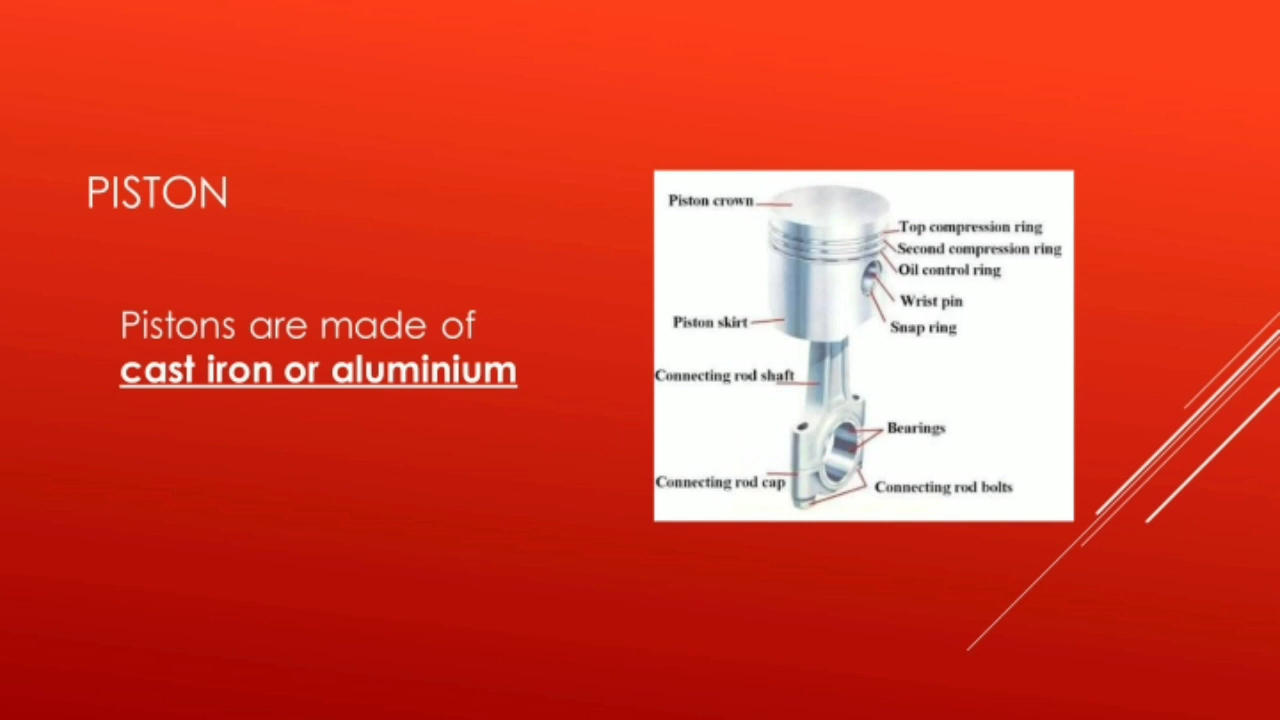 PISTON
Pistons are made of
cast iron or aluminium
Piston crown
Top compression ring
Second compression ring
Oil control ring
Wrist pin
Piston skirt
Snap ring
Connecting rod shaft
Bearings
Connecting rod cap
Connecting rod bolts